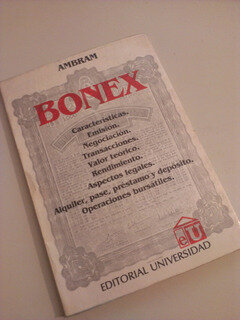 AMBRAM
BONEX
Características.
Emisión.
Negociación.
Transacciones.
Valor teórico.
Rendimiento.
Aspectos legales.
Alquiler, pase, préstamo y depósito.
Operaciones bursátiles.
eU
EDITORIAL UNIVERSIDAD